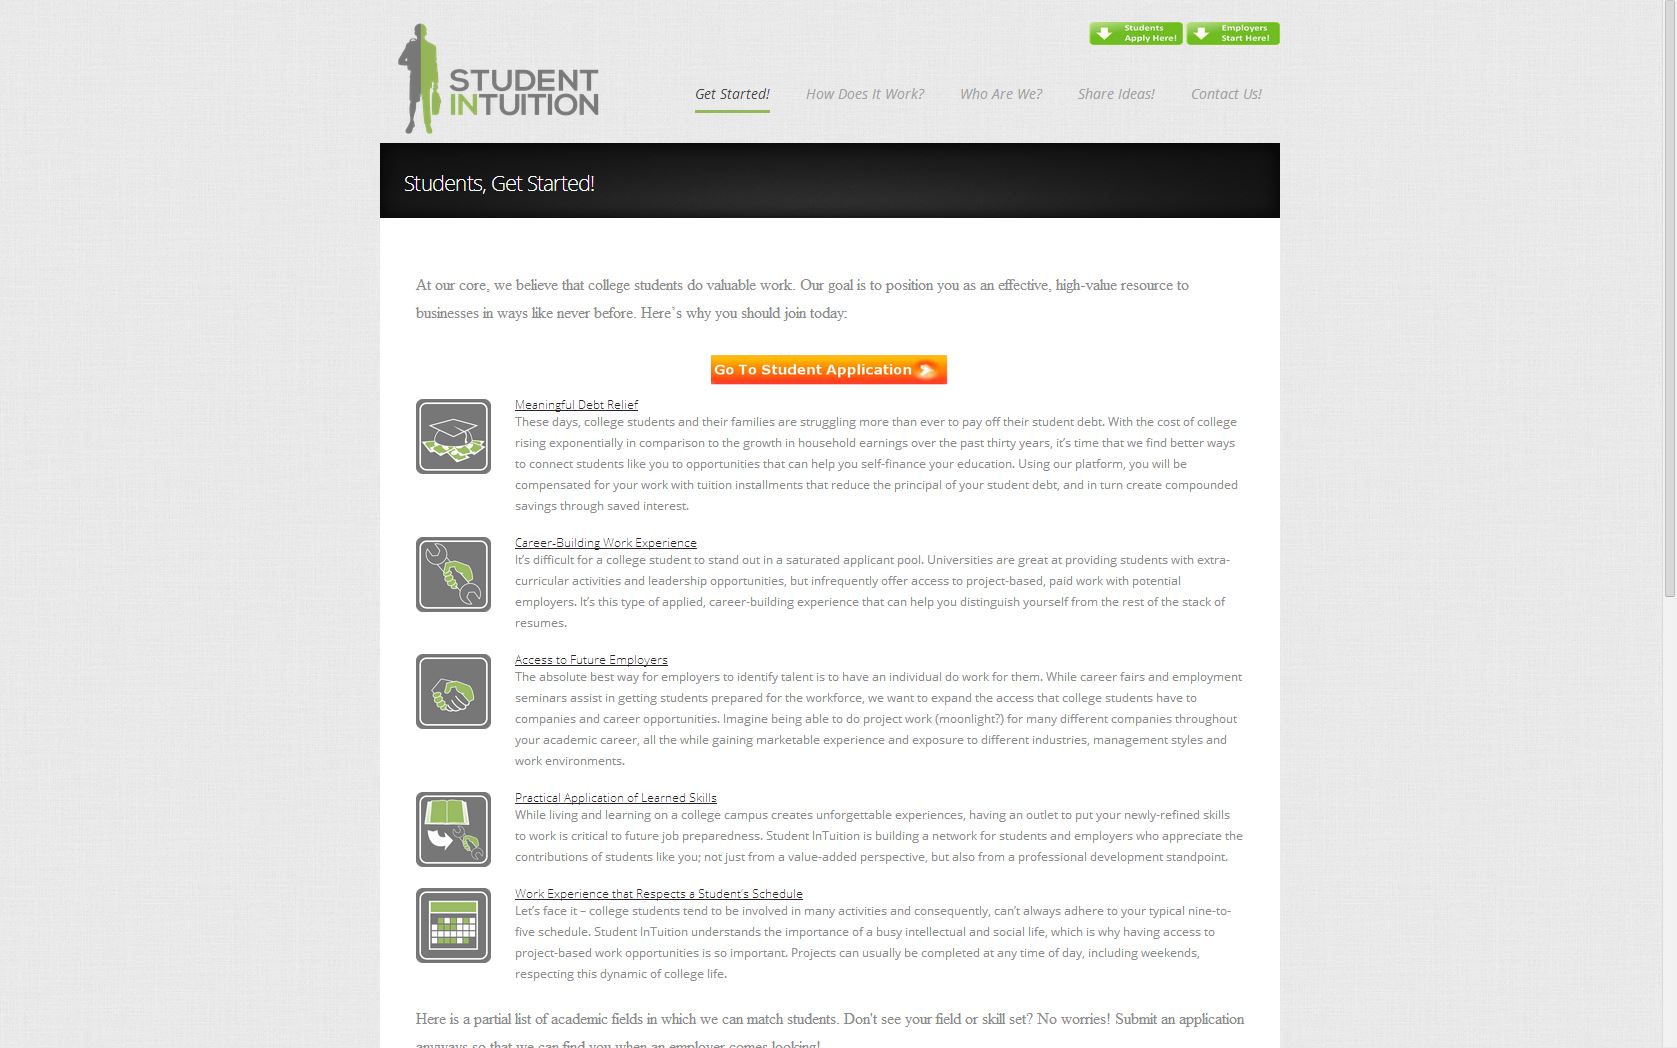 Students
Apply Here!
Employers
Start Here!
STUDENT
INTUITION
Get Started!
How Does It Work?
Who Are We?
Share Ideas!
Contact Us!
Students, Get Started!
At our core, we believe that college students do valuable work. Our goal is to position you as an effective, high-value resource to
businesses in ways like never before. Here's why you should join today:
Go To Student Application
Meaningful Debt Relief
These days, college students and their families are struggling more than ever to pay off their student debt. With the cost of college
rising exponentially in comparison to the growth in household earnings over the past thirty years, it's time that we find better ways
to connect students like you to opportunities that can help you self-finance your education. Using our platform, you will be
compensated for your work with tuition installments that reduce the principal of your student debt, and in turn create compounded
savings through saved interest.
Career-Building Work Experience
It's difficult for a college student to stand out in a saturated applicant pool. Universities are great at providing students with extra-
curricular activities and leadership opportunities, but infrequently offer access to project-based, paid work with potential
employers. It's this type of applied, career-building experience that can help you distinguish yourself from the rest of the stack of
resumes.
Access to Future Employers
The absolute best way for employers to identify talent is to have an individual do work for them. While career fairs and employment
seminars assist in getting students prepared for the workforce, we want to expand the access that college students have to
companies and career opportunities. Imagine being able to do project work (moonlight?) for many different companies throughout
your academic career, all the while gaining marketable experience and exposure to different industries, management styles and
work environments.
Practical Application of Learned Skills
While living and learning on a college campus creates unforgettable experiences, having an outlet to put your newly-refined skills
to work is critical to future job preparedness. Student InTuition is building a network for students and employers who appreciate the
contributions of students like you; not just from a value-added perspective, but also from a professional development standpoint.
Work Experience that Respects a Student's Schedule
Let's face it – college students tend to be involved in many activities and consequently, can't always adhere to your typical nine-to-
five schedule. Student InTuition understands the importance of a busy intellectual and social life, which is why having access to
project-based work opportunities is so important. Projects can usually be completed at any time of day, including weekends,
respecting this dynamic of college life.
Here is a partial list of academic fields in which we can match students. Don't see your field or skill set? No worries! Submit an application
anyways so that we can find you when an employer comes looking!